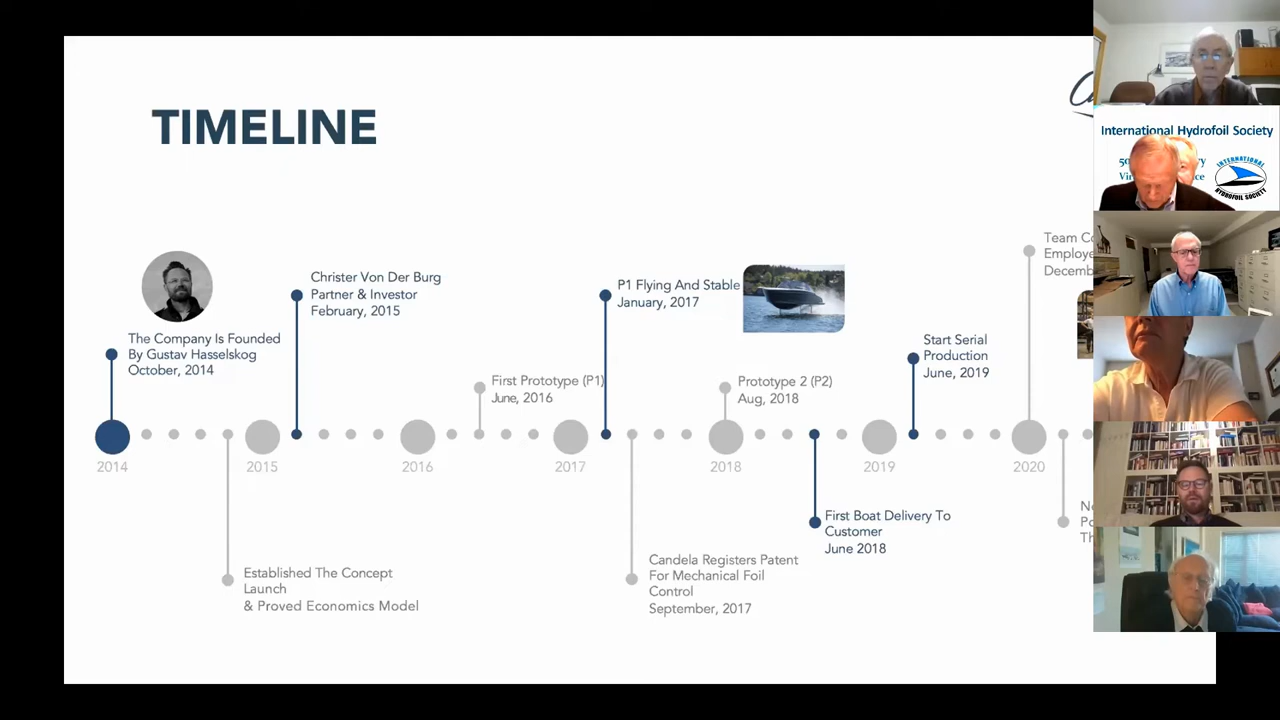 TIMELINE
International Hydrofoil Society
INTERNATIONAL
HYDROFOIL SOCIETY
The Company Is Founded
By Gustav Hasselskog
October, 2014
Christer Von Der Burg
Partner & Investor
February, 2015
First Prototype (P1)
June, 2016
P1 Flying And Stable
January, 2017
Prototype 2 (P2)
Aug, 2018
Start Serial
Production
June, 2019
Team
2014
2015
2016
2017
2018
2019
2020
Established The Concept
Launch
& Proved Economics Model
Candela Registers Patent
For Mechanical Foil
Control
September, 2017
First Boat Delivery To
Customer
June 2018